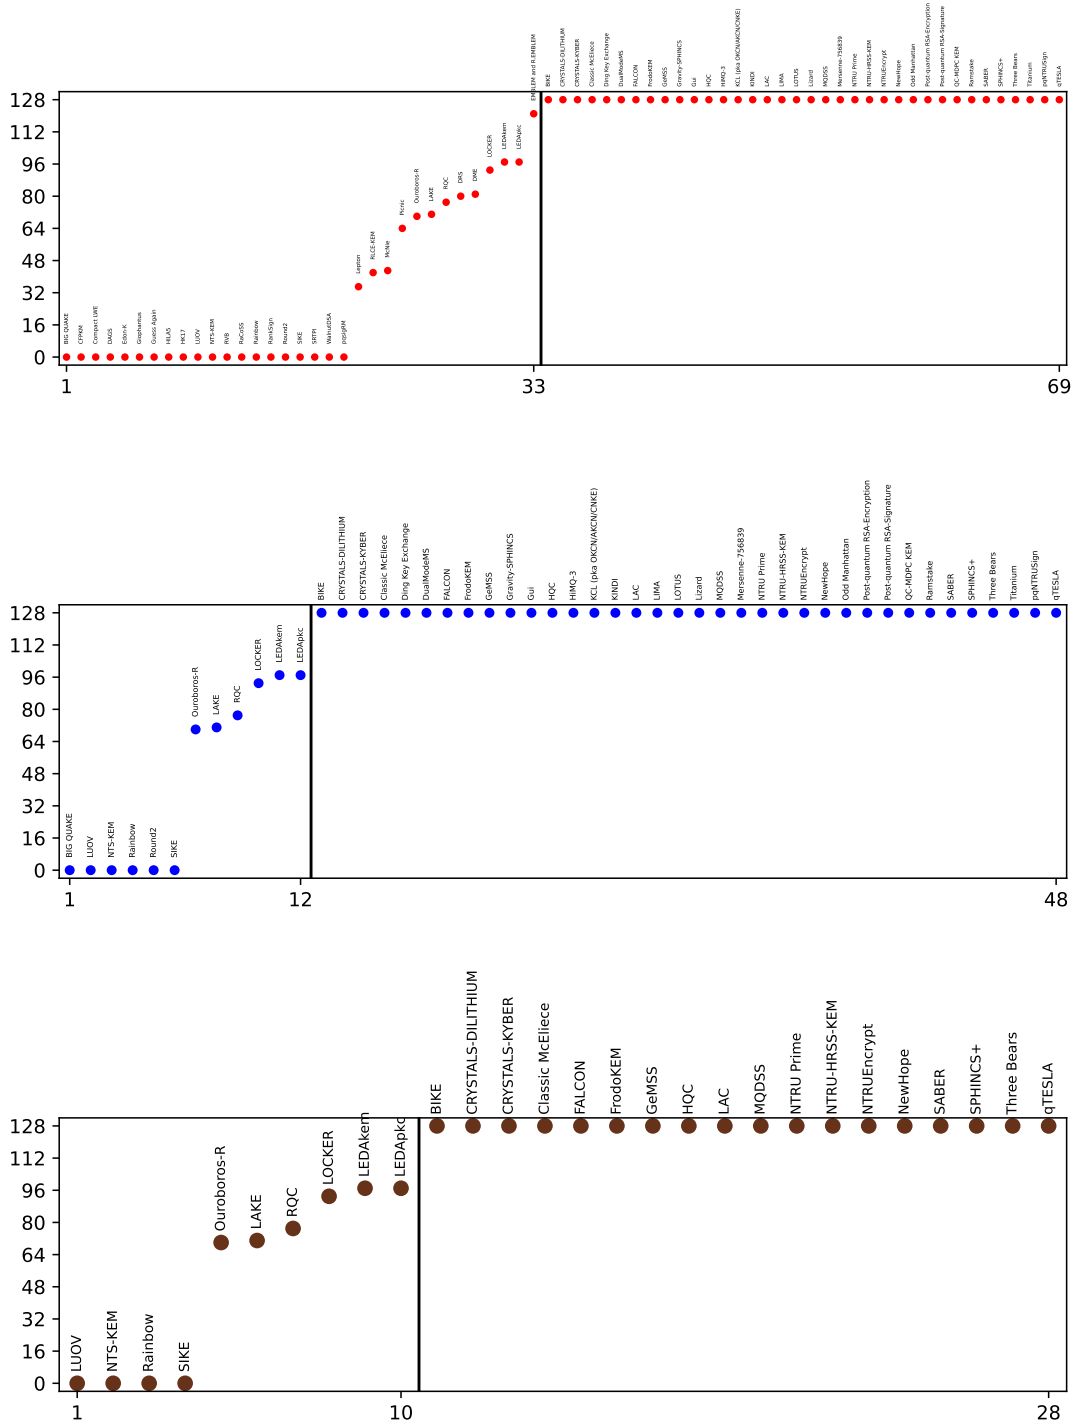 128
112
96
80
64
48
32
16
0
BIG QUAKE
CFPKM
Compact LWE
DAGS
Edon-K
Giophantus
Guess Again
HILA5
HK17
LUOV
NTS-KEM
RVB
RaCoSS
Rainbow
RankSign
Round2
SIKE
SRTPI
WalnutDSA
pqsigRM
Lepton
RLCE-KEM
McNie
Picnic
Ouroboros-R
LAKE
RQC
DRS
DME
LOCKER
LEDAkem
LEDApkc
EMBLEM and R.EMBLEM
BIKE
CRYSTALS-DILITHIUM
CRYSTALS-KYBER
Classic McEliece
Ding Key Exchange
DualModeMS
FALCON
FrodoKEM
GeMSS
Gravity-SPHINCS
Gui
HQC
HiMQ-3
KCL (pka OKCN/AKCN/CNKE)
KINDI
LAC
LIMA
LOTUS
Lizard
MQDSS
Mersenne-756839
NTRU Prime
NTRU-HRSS-KEM
NTRUEncrypt
NewHope
Odd Manhattan
Post-quantum RSA-Encryption
Post-quantum RSA-Signature
QC-MDPC KEM
Ramstake
SABER
SPHINCS+
Three Bears
Titanium
pqNTRUSign
qTESLA
1
33
69
128
112
96
80
64
48
32
16
0
BIG QUAKE
LUOV
NTS-KEM
Rainbow
Round2
SIKE
Ouroboros-R
LAKE
RQC
LOCKER
LEDAkem
LEDApkc
BIKE
CRYSTALS-DILITHIUM
CRYSTALS-KYBER
Classic McEliece
Ding Key Exchange
DualModeMS
FALCON
FrodoKEM
GeMSS
Gravity-SPHINCS
Gui
HQC
HiMQ-3
KCL (pka OKCN/AKCN/CNKE)
KINDI
LAC
LIMA
LOTUS
Lizard
MQDSS
Mersenne-756839
NTRU Prime
NTRU-HRSS-KEM
NTRUEncrypt
NewHope
Odd Manhattan
Post-quantum RSA-Encryption
Post-quantum RSA-Signature
QC-MDPC KEM
Ramstake
SABER
SPHINCS+
Three Bears
Titanium
pqNTRUSign
qTESLA
1
12
48
128
112
96
80
64
48
32
16
0
LUOV
NTS-KEM
Rainbow
SIKE
Ouroboros-R
LAKE
RQC
LOCKER
LEDAkem
LEDApkc
BIKE
CRYSTALS-DILITHIUM
CRYSTALS-KYBER
Classic McEliece
FALCON
FrodoKEM
GeMSS
HQC
LAC
MQDSS
NTRU Prime
NTRU-HRSS-KEM
NTRUEncrypt
NewHope
SABER
SPHINCS+
Three Bears
qTESLA
1
10
28